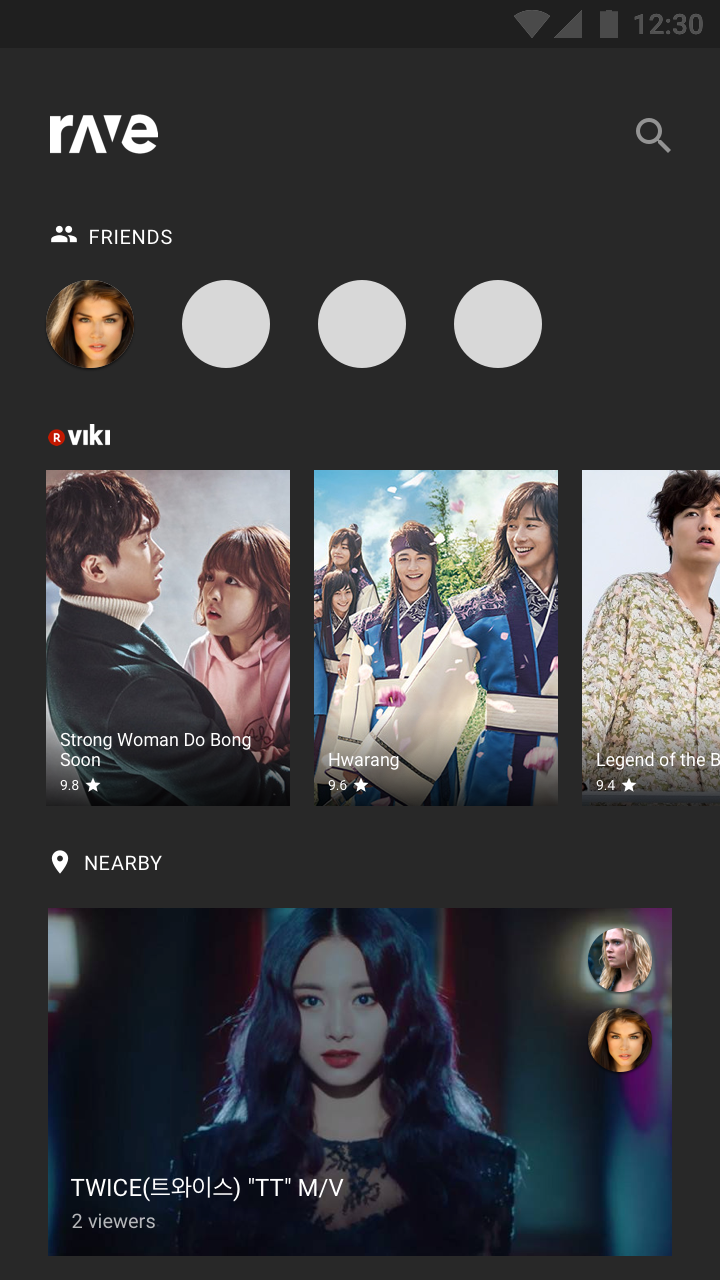 12:30
rave
FRIENDS
R viki
Strong Woman Do Bong
Soon
9.8
Hwarang
9.6
Legend of the B
9.4
NEARBY
TWICE(트와이스) "TT" M/V
2 viewers